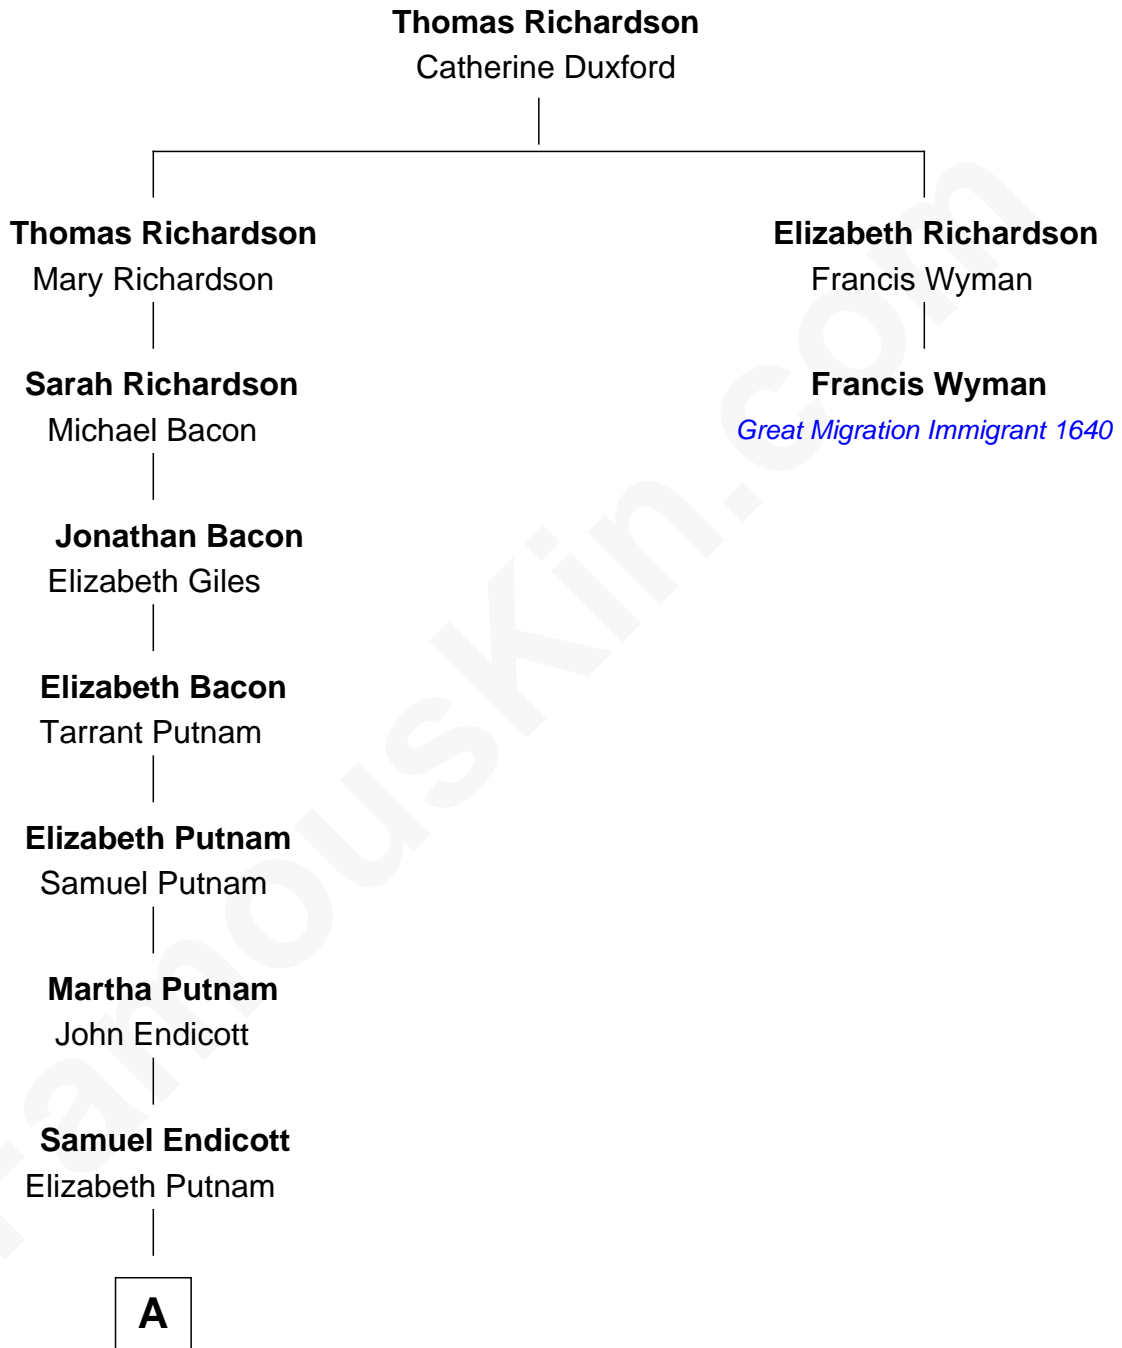 Thomas Richardson
Catherine Duxford
Thomas Richardson
Mary Richardson
Elizabeth Richardson
Francis Wyman
Sarah Richardson
Michael Bacon
Francis Wyman
Great Migration Immigrant 1640
Jonathan Bacon
Elizabeth Giles
Elizabeth Bacon
Tarrant Putnam
Elizabeth Putnam
Samuel Putnam
Martha Putnam
John Endicott
Samuel Endicott
Elizabeth Putnam
A
FamousKin.com